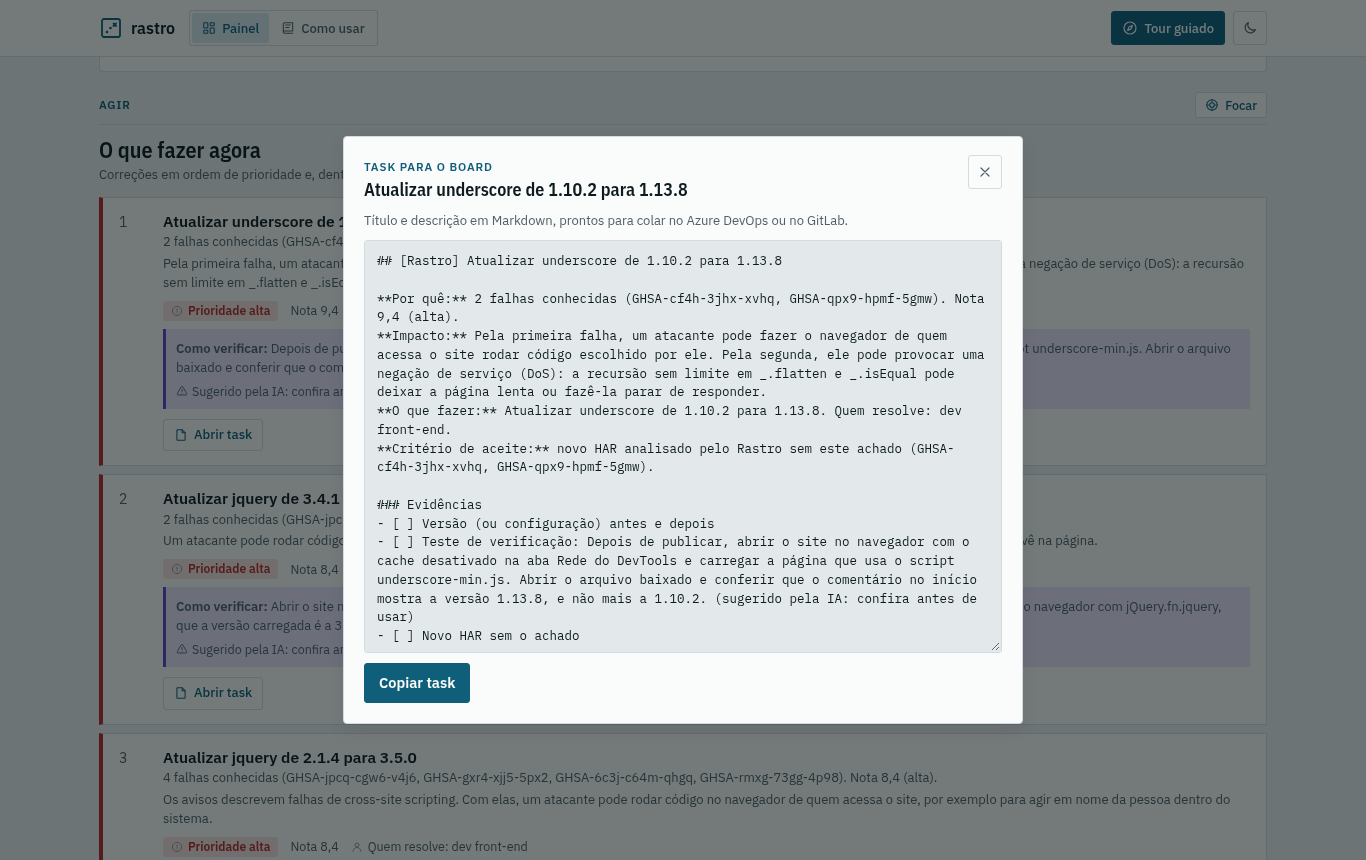 rastro
Painel
Como usar
Tour guiado
AGIR
Focar
O que fazer agora
Correções em ordem de prioridade e, dent
1
Atualizar underscore de 1
2 falhas conhecidas (GHSA-cf4
Pela primeira falha, um atacant
a negação de serviço (DoS): a recursão
sem limite em _.flatten e _.isEq
Prioridade alta
Nota 9,4
Como verificar: Depois de pu
pt underscore-min.js. Abrir o arquivo
baixado e conferir que o com
Sugerido pela IA: confira an
Abrir task
2
Atualizar jquery de 3.4.1
2 falhas conhecidas (GHSA-jpc
Um atacante pode rodar código
vê na página.
Prioridade alta
Nota 8,4
Como verificar: Abrir o site n
o navegador com jQuery.fn.jquery,
que a versão carregada é a 3
Sugerido pela IA: confira an
Abrir task
3
Atualizar jquery de 2.1.4 para 3.5.0
4 falhas conhecidas (GHSA-jpcq-cgw6-v4j6, GHSA-gxr4-xjj5-5px2, GHSA-6c3j-c64m-qhgq, GHSA-rmxg-73gg-4p98). Nota 8,4 (alta).
Os avisos descrevem falhas de cross-site scripting. Com elas, um atacante pode rodar código no navegador de quem acessa o site, por exemplo para agir em nome da pessoa dentro do
sistema.
Prioridade alta
Nota 8,4
Quem resolve: dev front-end
TASK PARA O BOARD
Atualizar underscore de 1.10.2 para 1.13.8
Título e descrição em Markdown, prontos para colar no Azure DevOps ou no GitLab.
## [Rastro] Atualizar underscore de 1.10.2 para 1.13.8
**Por quê:** 2 falhas conhecidas (GHSA-cf4h-3jhx-xvhq, GHSA-qpx9-hpmf-5gmw). Nota
9,4 (alta).
**Impacto:** Pela primeira falha, um atacante pode fazer o navegador de quem
acessa o site rodar código escolhido por ele. Pela segunda, ele pode provocar uma
negação de serviço (DoS): a recursão sem limite em _.flatten e _.isEqual pode
deixar a página lenta ou fazê-la parar de responder.
**O que fazer:** Atualizar underscore de 1.10.2 para 1.13.8. Quem resolve: dev
front-end.
**Critério de aceite:** novo HAR analisado pelo Rastro sem este achado (GHSA-
cf4h-3jhx-xvhq, GHSA-qpx9-hpmf-5gmw).
### Evidências
- [ ] Versão (ou configuração) antes e depois
- [ ] Teste de verificação: Depois de publicar, abrir o site no navegador com o
cache desativado na aba Rede do DevTools e carregar a página que usa o script
underscore-min.js. Abrir o arquivo baixado e conferir que o comentário no início
mostra a versão 1.13.8, e não mais a 1.10.2. (sugerido pela IA: confira antes de
usar)
- [ ] Novo HAR sem o achado
Copiar task